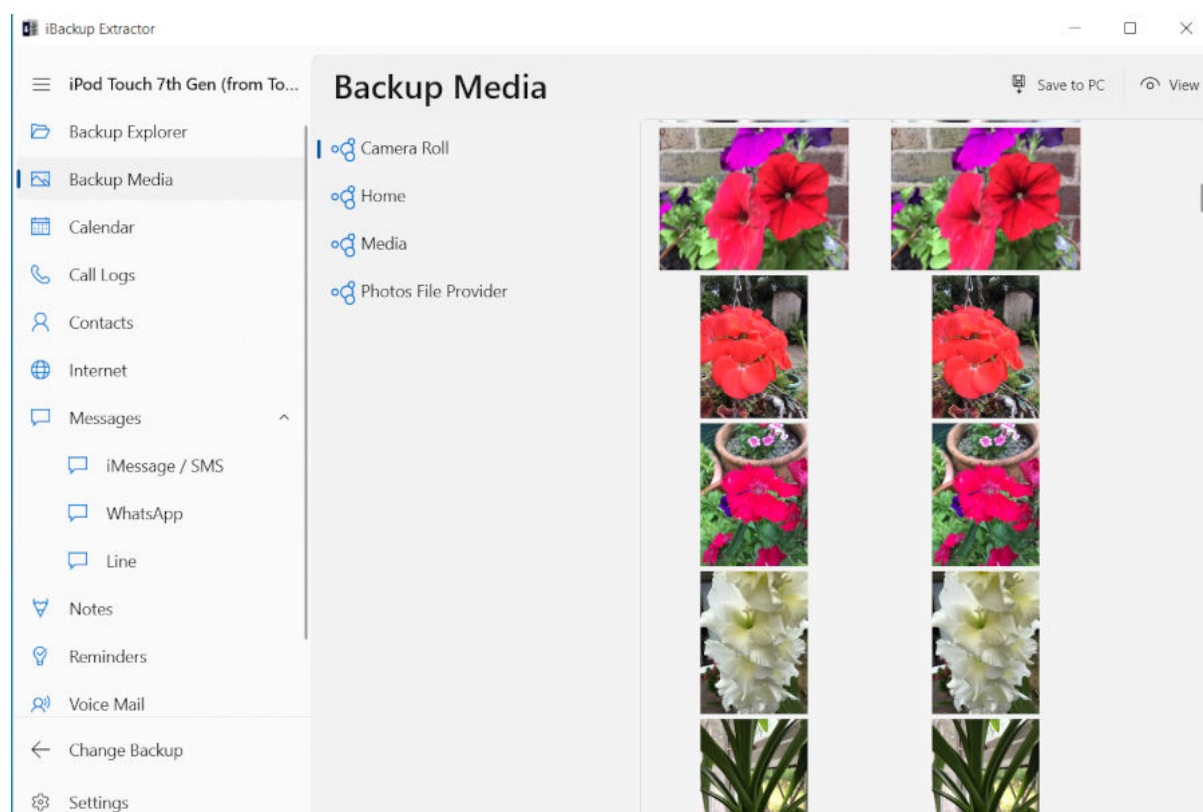 iBackup Extractor
iPod Touch 7th Gen (from To...
Backup Explorer
Backup Media
Calendar
Call Logs
Contacts
Internet
Messages
iMessage / SMS
WhatsApp
Line
Notes
Reminders
Voice Mail
Change Backup
Settings
Backup Media
Save to PC
View
Camera Roll
Home
Media
Photos File Provider